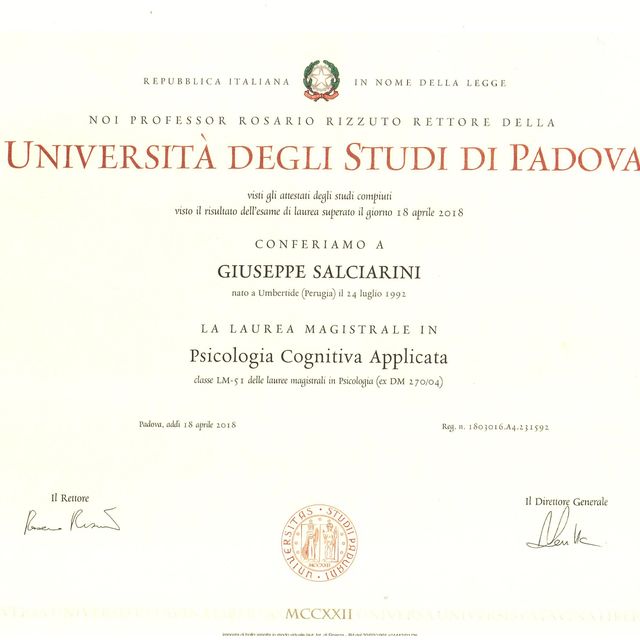 REPUBBLICA ITALIANA IN NOME DELLA LEGGE
NOI PROFESSOR ROSARIO RIZZUTO RETTORE DELLA
UNIVERSITÀ DEGLI STUDI DI PADOVA
visti gli attestati degli studi compiuti
visto il risultato dell'esame di laurea superato il giorno 18 aprile 2018
CONFERIAMO A
GIUSEPPE SALCIARINI
nato a Umbertide (Perugia) il 24 luglio 1992
LA LAUREA MAGISTRALE IN
Psicologia Cognitiva Applicata
classe LM-51 delle lauree magistrali in Psicologia (ex DM 270/04)
Padova, addì 18 aprile 2018 Reg. n. 1803016.A4.231592
Il Rettore Il Direttore Generale
UNIVERSITAS STUDII PADUANI
MCCXXII
MCCXXII